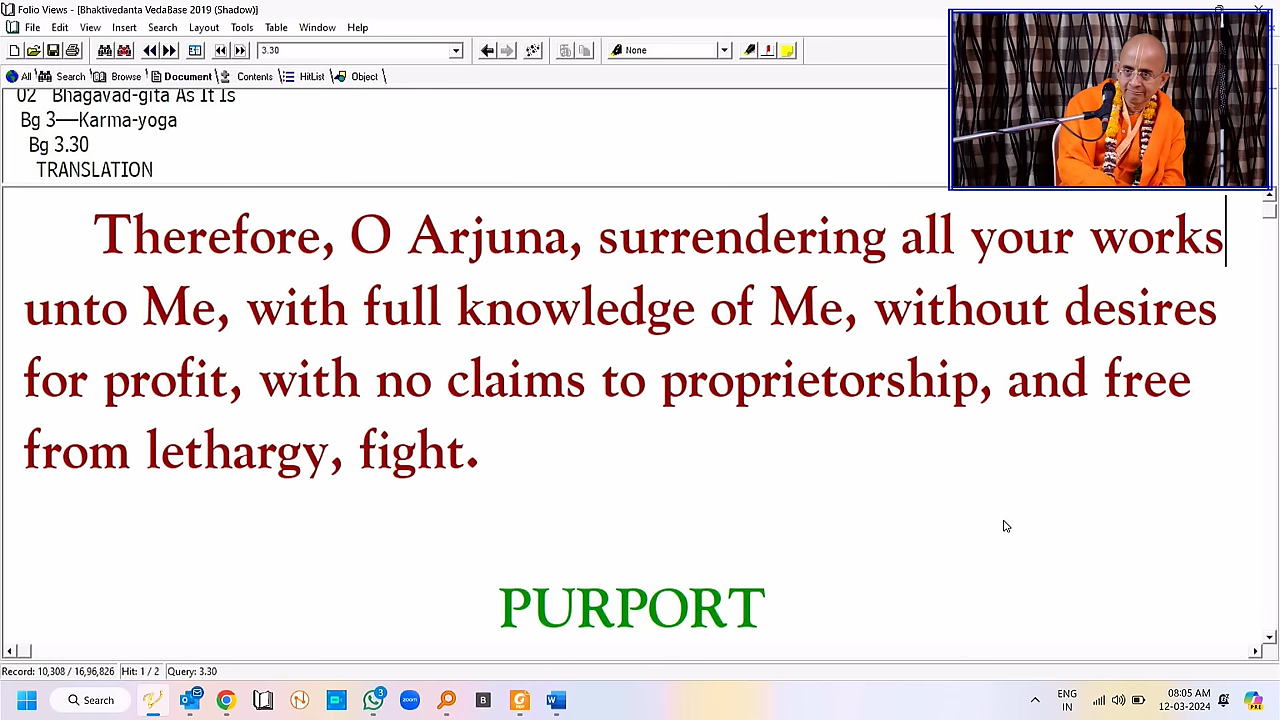 Folio Views - [Bhaktivedanta VedaBase 2019 (Shadow)]
File Edit View Insert Search Layout Tools Table Window Help
3.30 None
All Search Browse Document Contents HitList Object
02 Bhagavad-gita As It Is
Bg 3—Karma-yoga
Bg 3.30
TRANSLATION
Therefore, O Arjuna, surrendering all your works
unto Me, with full knowledge of Me, without desires
for profit, with no claims to proprietorship, and free
from lethargy, fight.
PURPORT
Record: 10,308 / 16,96,826 Hit: 1 / 2 Query: 3.30
Search 3 zoom B W ENG 08:05 AM
IN 12-03-2024